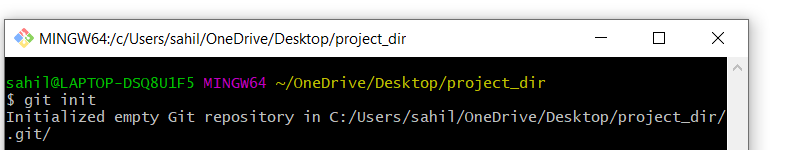 MINGW64:/c/Users/sahil/OneDrive/Desktop/project_dir
sahil@LAPTOP-DSQ8U1F5 MINGW64 ~/OneDrive/Desktop/project_dir
$ git init
Initialized empty Git repository in C:/Users/sahil/OneDrive/Desktop/project_dir/
.git/